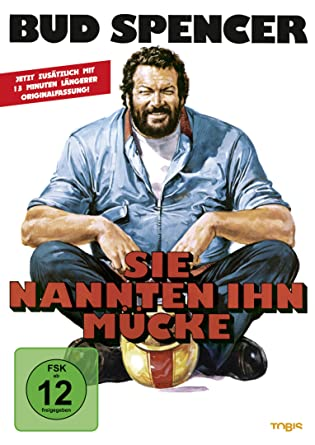 BUD SPENCER
JETZT ZUSÄTZLICH MIT
13 MINUTEN LÄNGERER
ORIGINALFASSUNG!
SIE
NANNTEN IHN
MÜCKE
FSK
ab
12
freigegeben
TOBIS